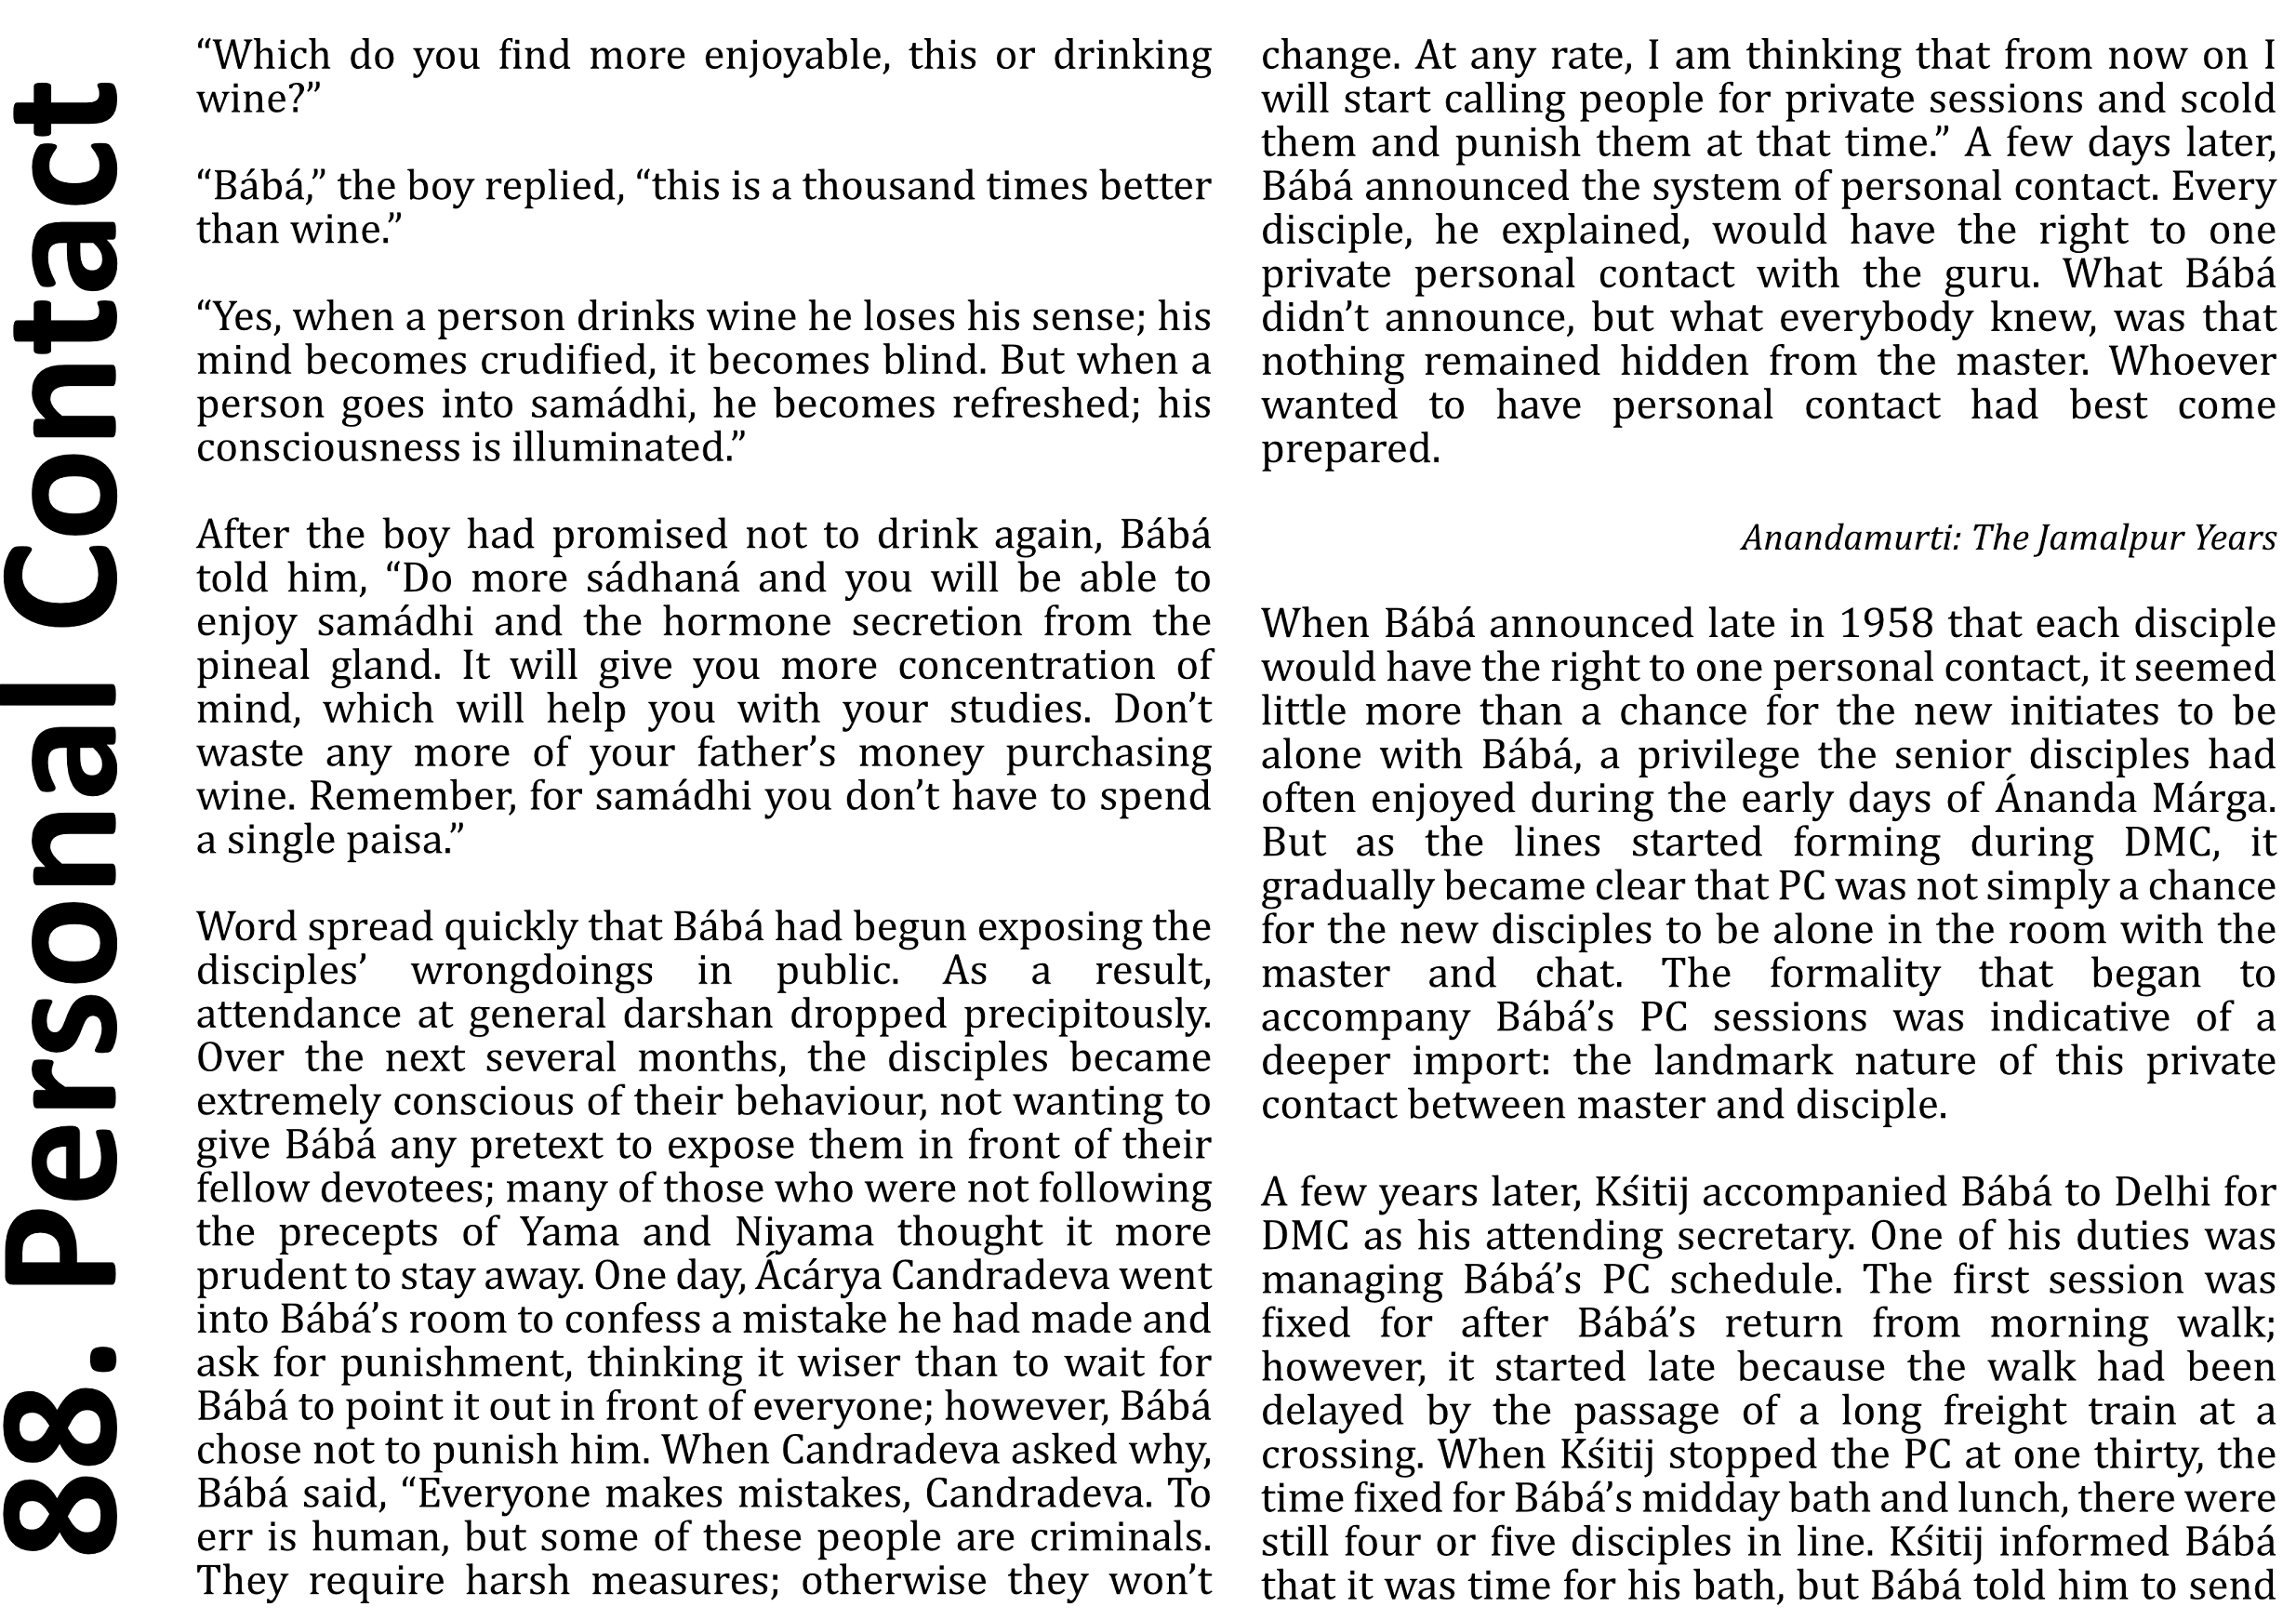 88. Personal Contact
“Which do you find more enjoyable, this or drinking
wine?”
“Bábá,” the boy replied, “this is a thousand times better
than wine.”
“Yes, when a person drinks wine he loses his sense; his
mind becomes crudified, it becomes blind. But when a
person goes into samádhi, he becomes refreshed; his
consciousness is illuminated.”
After the boy had promised not to drink again, Bábá
told him, “Do more sádhaná and you will be able to
enjoy samádhi and the hormone secretion from the
pineal gland. It will give you more concentration of
mind, which will help you with your studies. Don’t
waste any more of your father’s money purchasing
wine. Remember, for samádhi you don’t have to spend
a single paisa.”
Word spread quickly that Bábá had begun exposing the
disciples’ wrongdoings in public. As a result,
attendance at general darshan dropped precipitously.
Over the next several months, the disciples became
extremely conscious of their behaviour, not wanting to
give Bábá any pretext to expose them in front of their
fellow devotees; many of those who were not following
the precepts of Yama and Niyama thought it more
prudent to stay away. One day, Ácárya Candradeva went
into Bábá’s room to confess a mistake he had made and
ask for punishment, thinking it wiser than to wait for
Bábá to point it out in front of everyone; however, Bábá
chose not to punish him. When Candradeva asked why,
Bábá said, “Everyone makes mistakes, Candradeva. To
err is human, but some of these people are criminals.
They require harsh measures; otherwise they won’t
change. At any rate, I am thinking that from now on I
will start calling people for private sessions and scold
them and punish them at that time.” A few days later,
Bábá announced the system of personal contact. Every
disciple, he explained, would have the right to one
private personal contact with the guru. What Bábá
didn’t announce, but what everybody knew, was that
nothing remained hidden from the master. Whoever
wanted to have personal contact had best come
prepared.
Anandamurti: The Jamalpur Years
When Bábá announced late in 1958 that each disciple
would have the right to one personal contact, it seemed
little more than a chance for the new initiates to be
alone with Bábá, a privilege the senior disciples had
often enjoyed during the early days of Ánanda Márga.
But as the lines started forming during DMC, it
gradually became clear that PC was not simply a chance
for the new disciples to be alone in the room with the
master and chat. The formality that began to
accompany Bábá’s PC sessions was indicative of a
deeper import: the landmark nature of this private
contact between master and disciple.
A few years later, Kśitij accompanied Bábá to Delhi for
DMC as his attending secretary. One of his duties was
managing Bábá’s PC schedule. The first session was
fixed for after Bábá’s return from morning walk;
however, it started late because the walk had been
delayed by the passage of a long freight train at a
crossing. When Kśitij stopped the PC at one thirty, the
time fixed for Bábá’s midday bath and lunch, there were
still four or five disciples in line. Kśitij informed Bábá
that it was time for his bath, but Bábá told him to send